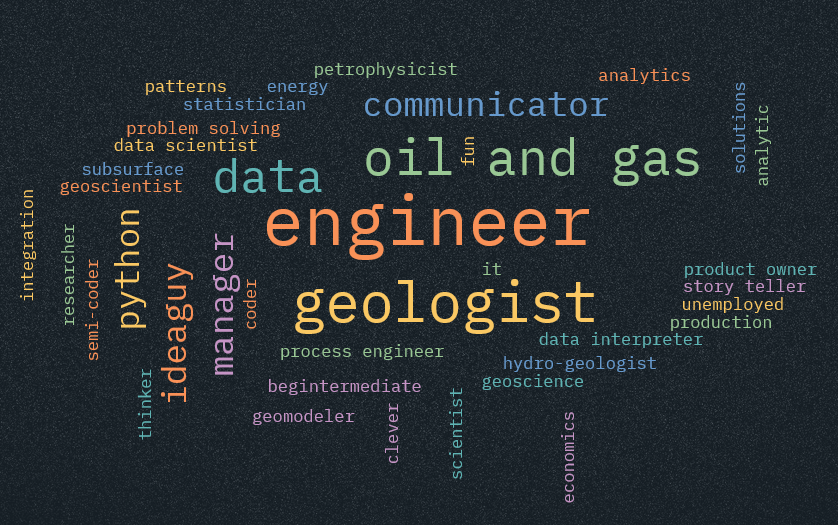 petrophysicist
analytics
patterns
energy
statistician
communicator
solutions
analytic
problem solving
data scientist
oil and gas
fun
subsurface
data
geoscientist
integration
engineer
python
researcher
manager
semi-coder
ideaguy
coder
it
geologist
product owner
story teller
unemployed
production
data interpreter
process engineer
hydro-geologist
geoscience
begintermediate
thinker
geomodeler
clever
scientist
economics